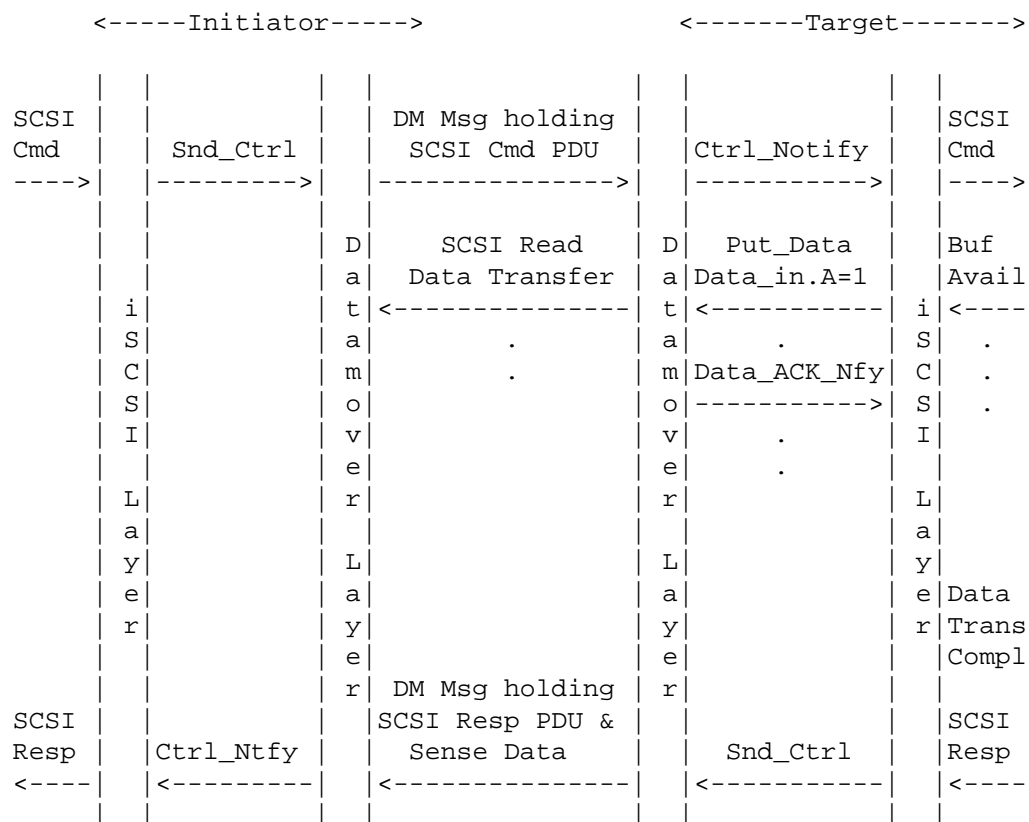 <-----Initiator----->                <-------Target------->
     |  |          |  |                |  |            |  |
SCSI |  |          |  | DM Msg holding |  |            |  |SCSI
Cmd  |  | Snd_Ctrl |  |  SCSI Cmd PDU  |  |Ctrl_Notify |  |Cmd
---->|  |--------->|  |--------------->|  |----------->|  |---->
     |  |          |  |                |  |            |  |
     |  |          | D|    SCSI Read   | D|  Put_Data  |  |Buf
     |  |          | a|  Data Transfer | a|Data_in.A=1 |  |Avail
     | i|          | t|<---------------| t|<-----------| i|<----
     | S|          | a|        .       | a|     .      | S|  .
     | C|          | m|        .       | m|Data_ACK_Nfy| C|  .
     | S|          | o|                | o|----------->| S|  .
     | I|          | v|                | v|     .      | I|
     |  |          | e|                | e|     .      |  |
     | L|          | r|                | r|            | L|
     | a|          |  |                |  |            | a|
     | y|          | L|                | L|            | y|
     | e|          | a|                | a|            | e|Data
     | r|          | y|                | y|            | r|Trans
     |  |          | e|                | e|            |  |Compl
     |  |          | r| DM Msg holding | r|            |  |
SCSI |  |          |  |SCSI Resp PDU & |  |            |  |SCSI
Resp |  |Ctrl_Ntfy |  |  Sense Data    |  |  Snd_Ctrl  |  |Resp
<----|  |<---------|  |<---------------|  |<-----------|  |<----
     |  |          |  |                |  |            |  |